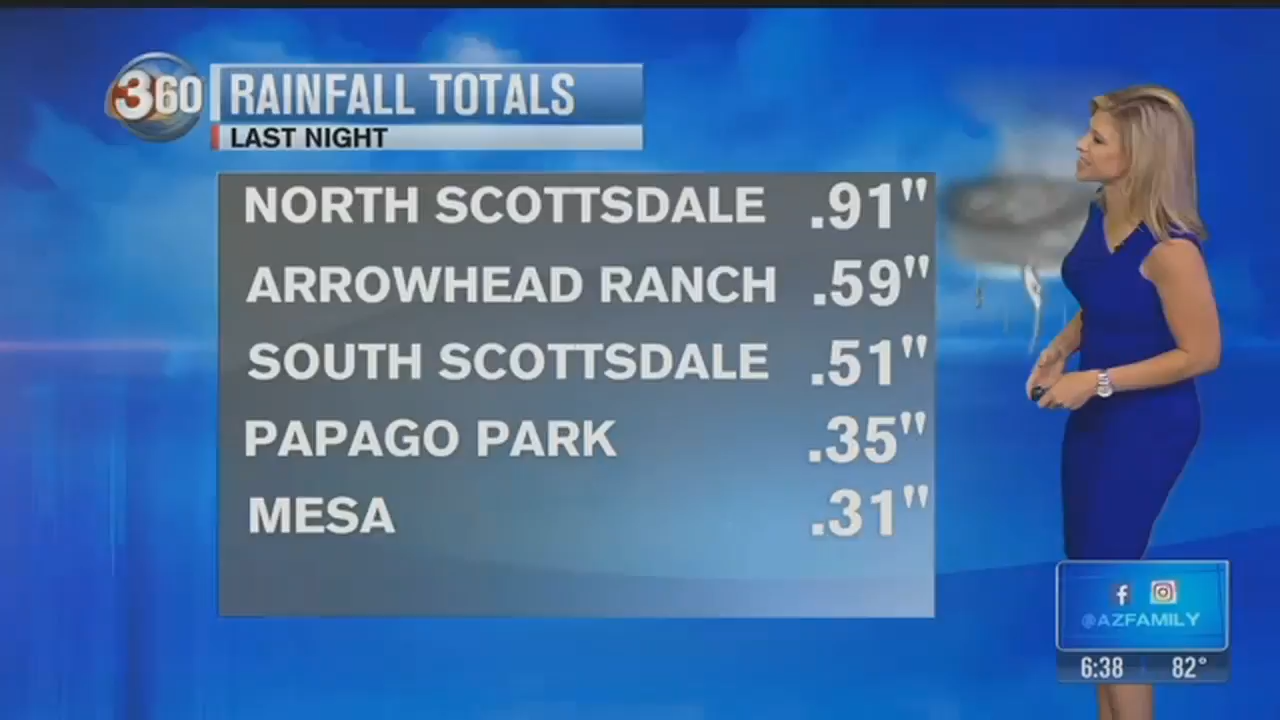 360
RAINFALL TOTALS
LAST NIGHT
NORTH SCOTTSDALE .91"
ARROWHEAD RANCH .59"
SOUTH SCOTTSDALE .51"
PAPAGO PARK .35"
MESA .31"
@AZFAMILY
6:38 82°